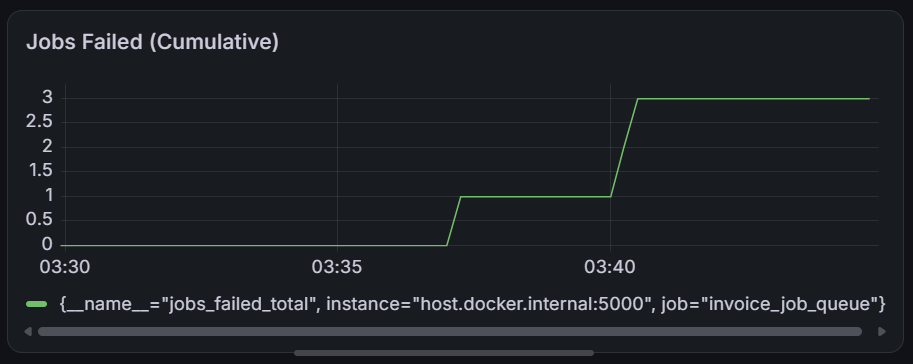 Jobs Failed (Cumulative)
3
2.5
2
1.5
1
0.5
0
03:30 03:35 03:40
{__name__="jobs_failed_total", instance="host.docker.internal:5000", job="invoice_job_queue"}